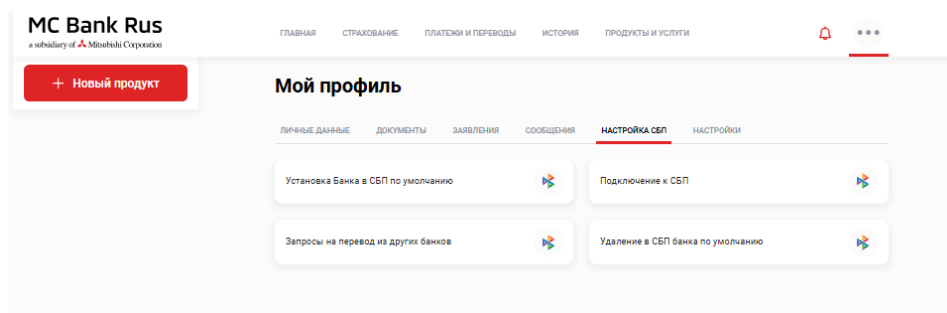 MC Bank Rus
a subsidiary of Mitsubishi Corporation
ГЛАВНАЯ СТРАХОВАНИЕ ПЛАТЕЖИ И ПЕРЕВОДЫ ИСТОРИЯ ПРОДУКТЫ И УСЛУГИ
+ Новый продукт
Мой профиль
ЛИЧНЫЕ ДАННЫЕ ДОКУМЕНТЫ ЗАЯВЛЕНИЯ СООБЩЕНИЯ НАСТРОЙКА СБП НАСТРОЙКИ
Установка Банка в СБП по умолчанию
Подключение к СБП
Запросы на перевод из других банков
Удаление в СБП банка по умолчанию